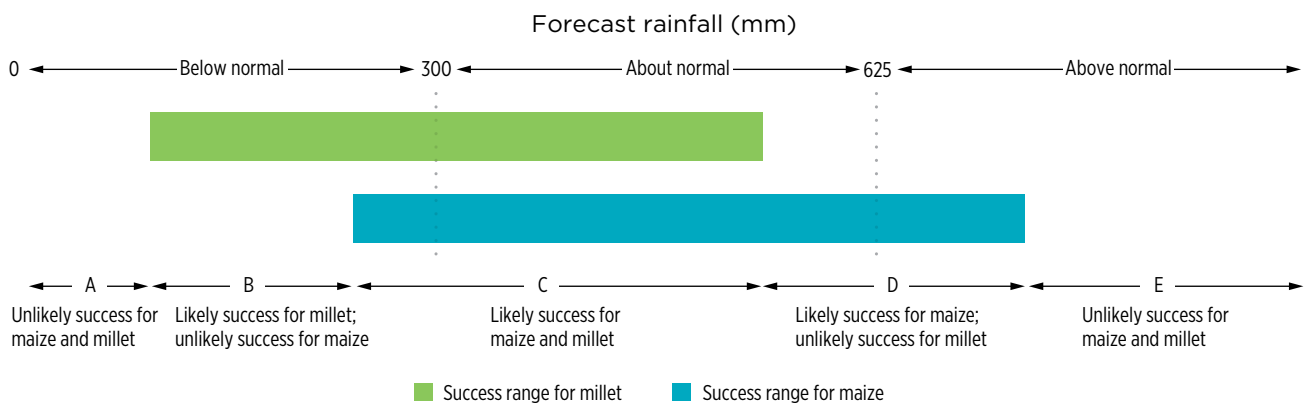 Forecast rainfall (mm)
0 Below normal 300 About normal 625 Above normal
A B C D E
Unlikely success for
maize and millet
Likely success for millet;
unlikely success for maize
Likely success for
maize and millet
Likely success for maize;
unlikely success for millet
Unlikely success for
maize and millet
Success range for millet Success range for maize